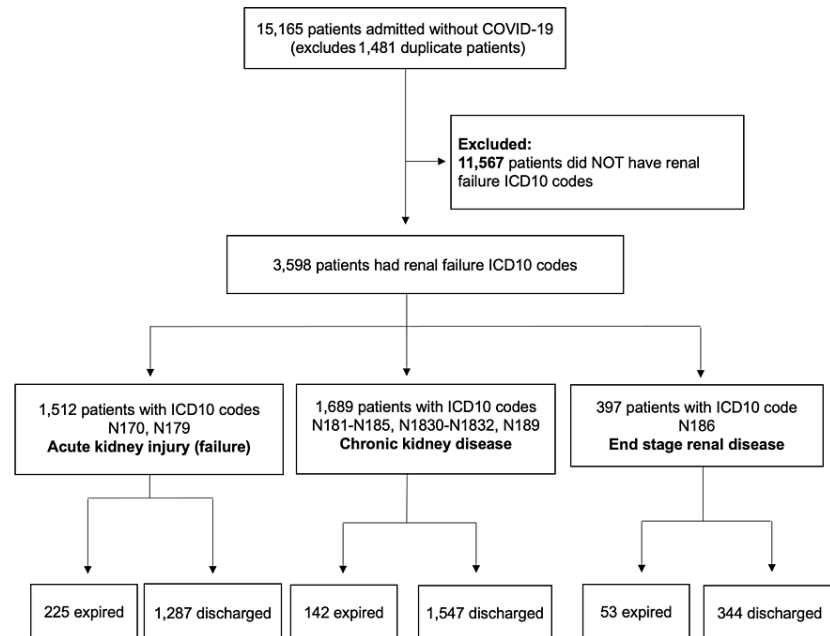 15,165 patients admitted without COVID-19
(excludes 1,481 duplicate patients)
Excluded:
11,567 patients did NOT have renal
failure ICD10 codes
3,598 patients had renal failure ICD10 codes
1,512 patients with ICD10 codes
N170, N179
Acute kidney injury (failure)
1,689 patients with ICD10 codes
N181-N185, N1830-N1832, N189
Chronic kidney disease
397 patients with ICD10 code
N186
End stage renal disease
225 expired
1,287 discharged
142 expired
1,547 discharged
53 expired
344 discharged